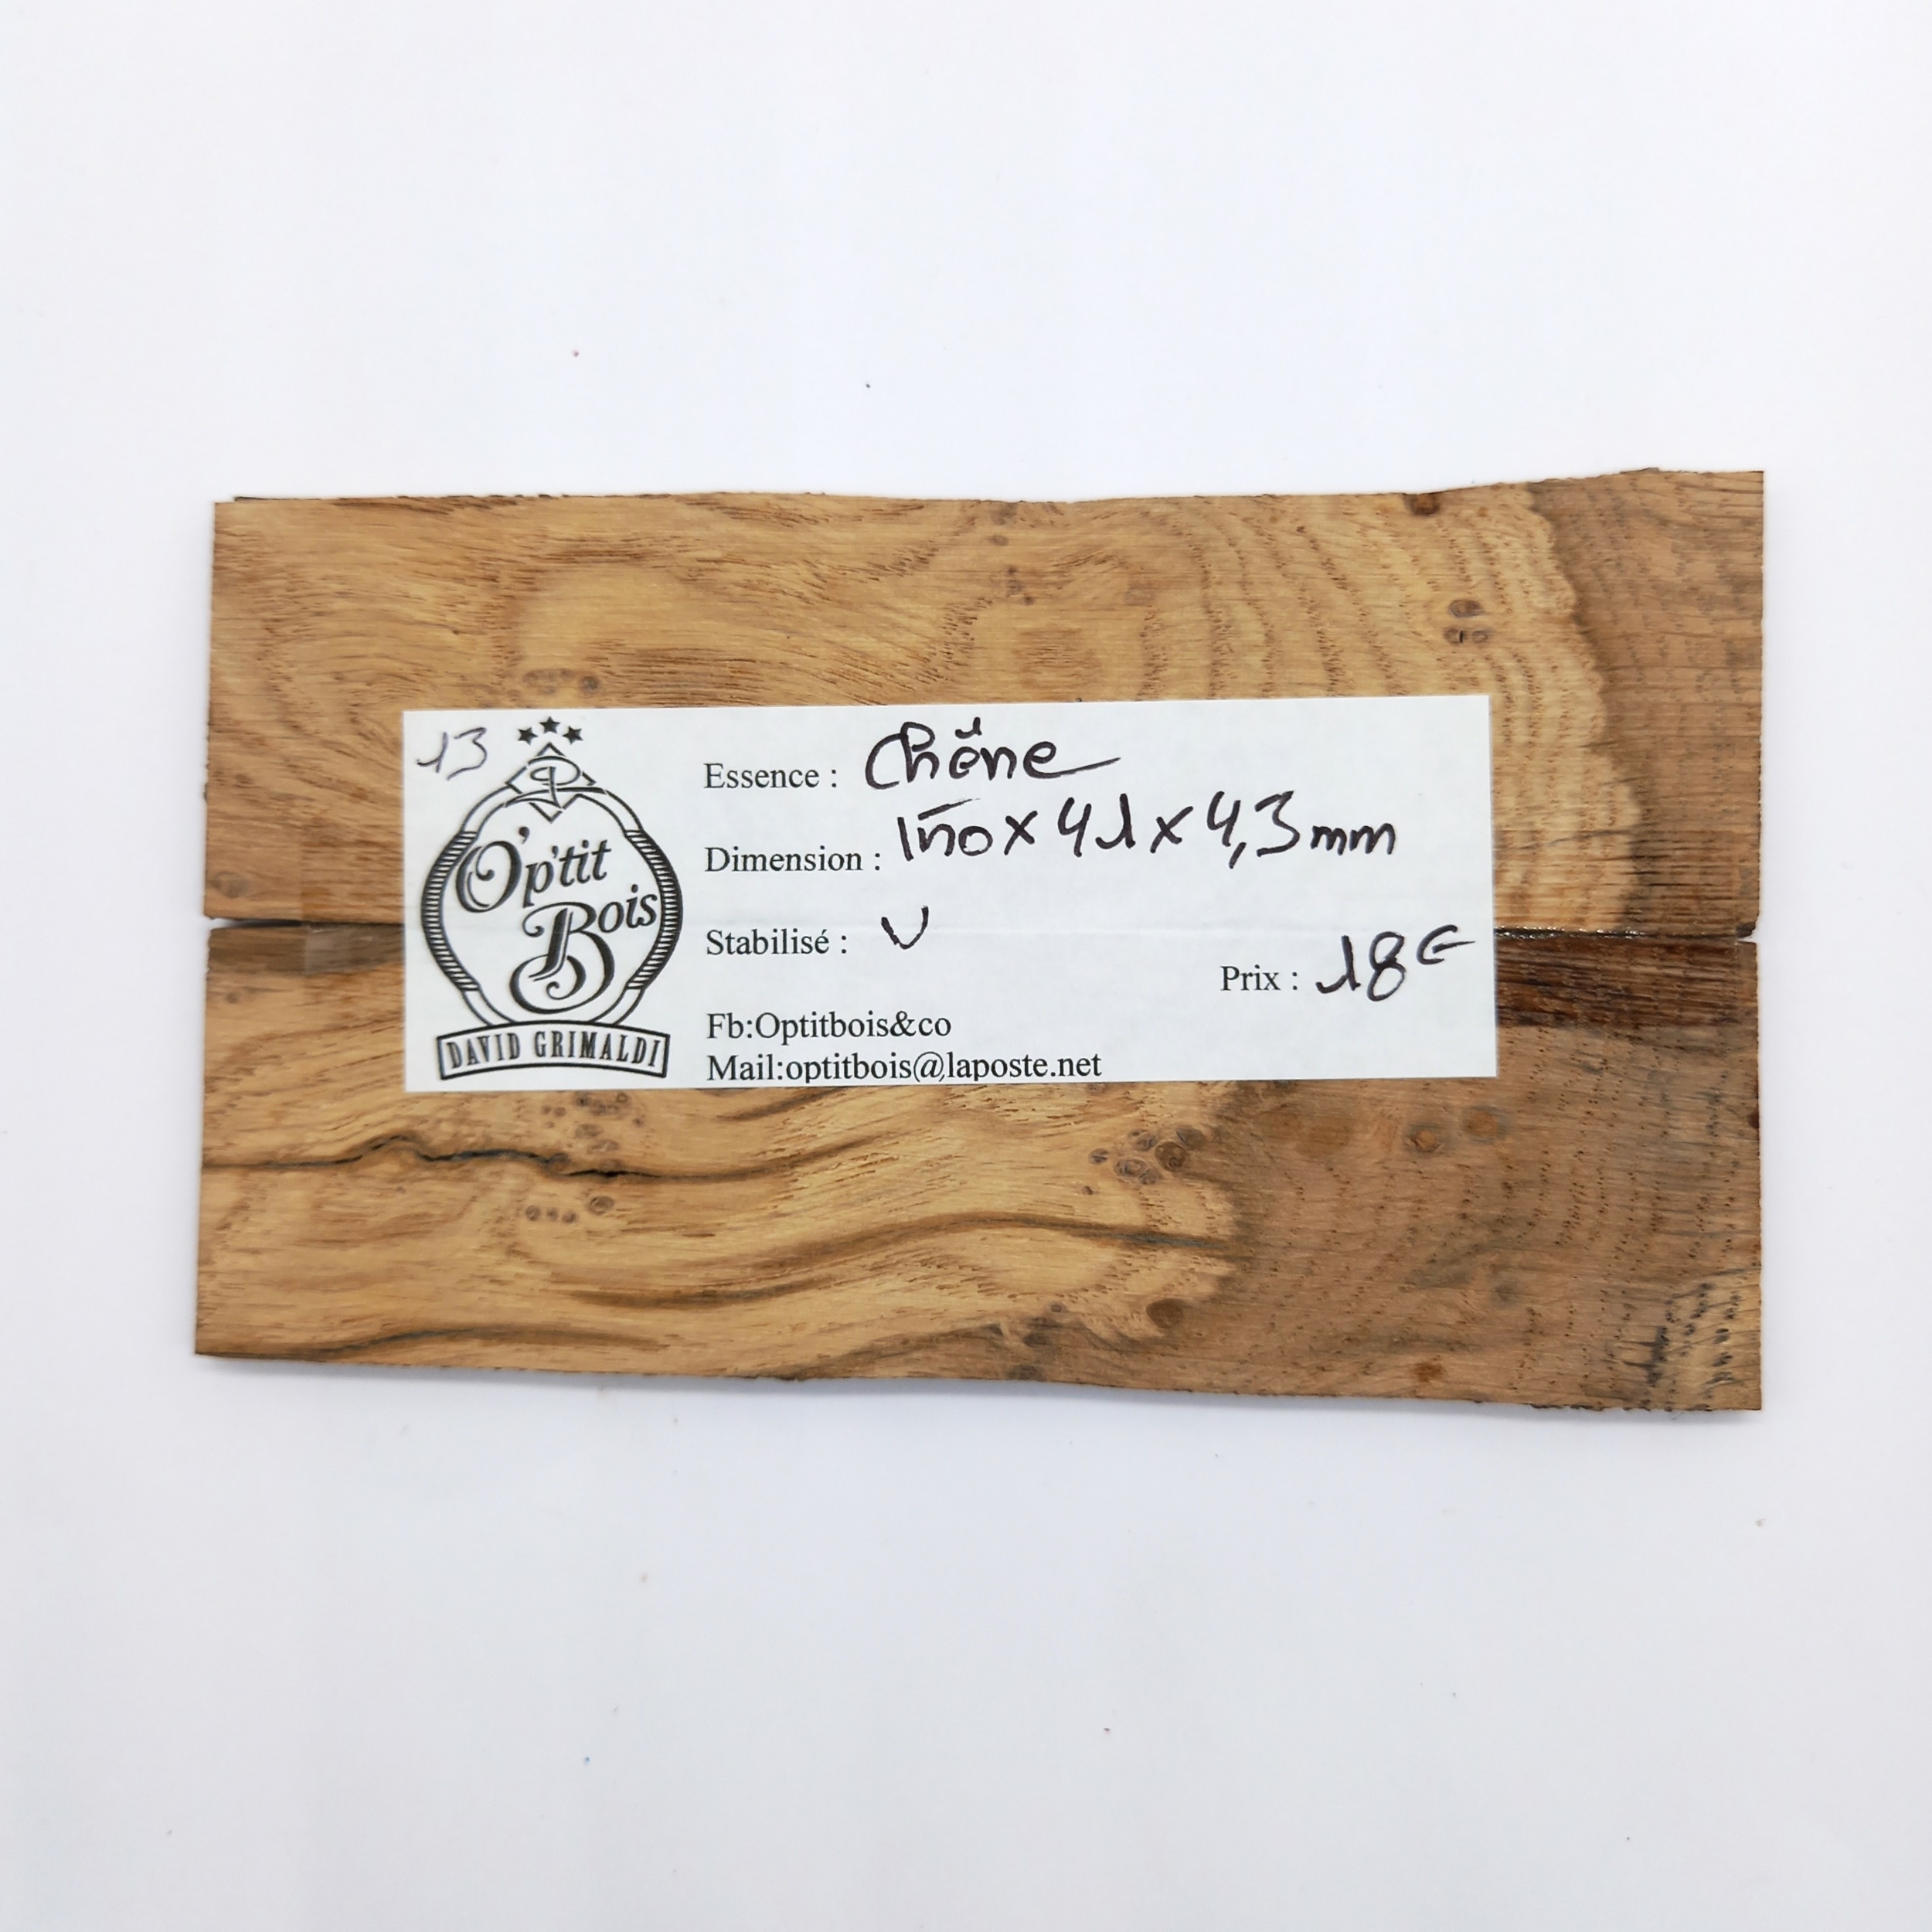 13
O'p'tit
Bois
DAVID GRIMALDI
Essence : Chêne
Dimension : 150 x 41 x 4,3 mm
Stabilisé : V
Prix : 18 €
Fb:Optitbois&co
Mail:optitbois@laposte.net